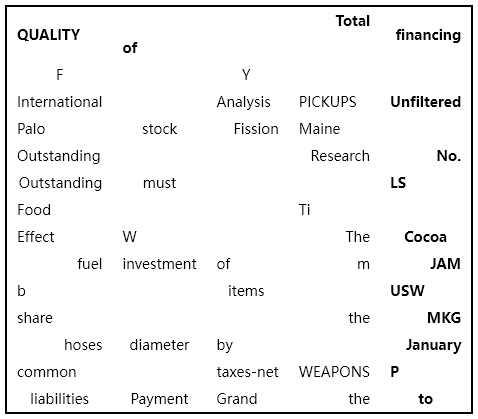 QUALITY of Total financing
F Y
International Analysis PICKUPS Unfiltered
Palo stock Fission Maine
Outstanding Research No.
Outstanding must LS
Food Ti
Effect W The Cocoa
fuel investment of m JAM
b items USW
share the MKG
hoses diameter by January
common taxes-net WEAPONS P
liabilities Payment Grand the to